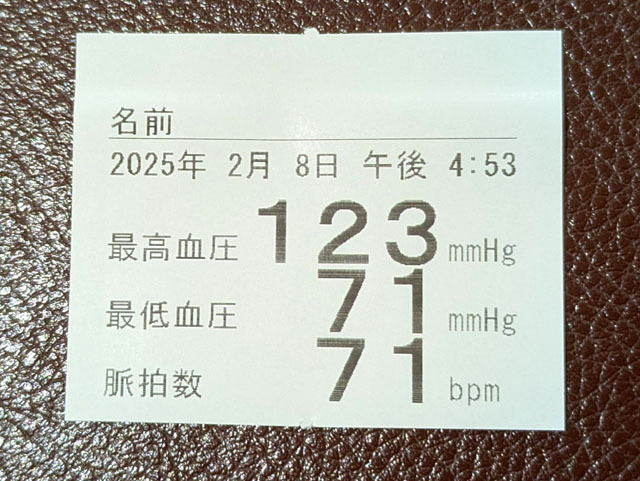 名前
2025年 2月 8日 午後 4:53
最高血圧 123 mmHg
最低血圧 71 mmHg
脈拍数 71 bpm